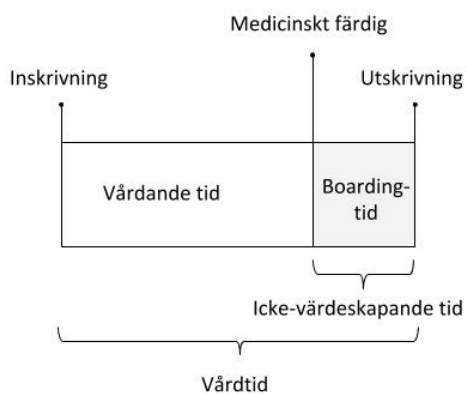 Medicinskt färdig
Inskrivning
Utskrivning
Vårdande tid
Boarding-
tid
Icke-värdeskapande tid
Vårdtid